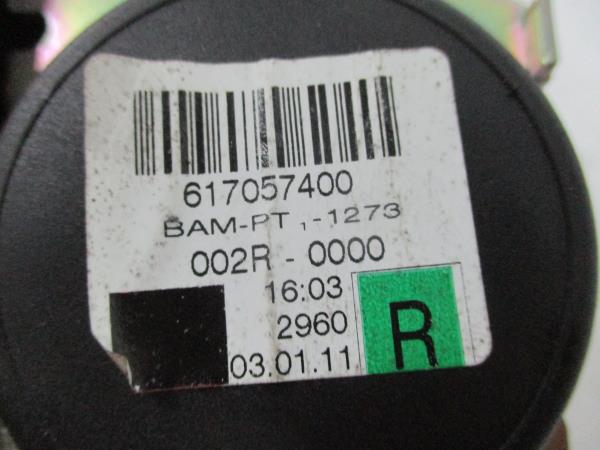 617057400
BAM-PT 1-1273
002R - 0000
16:03
2960
03.01.11
R